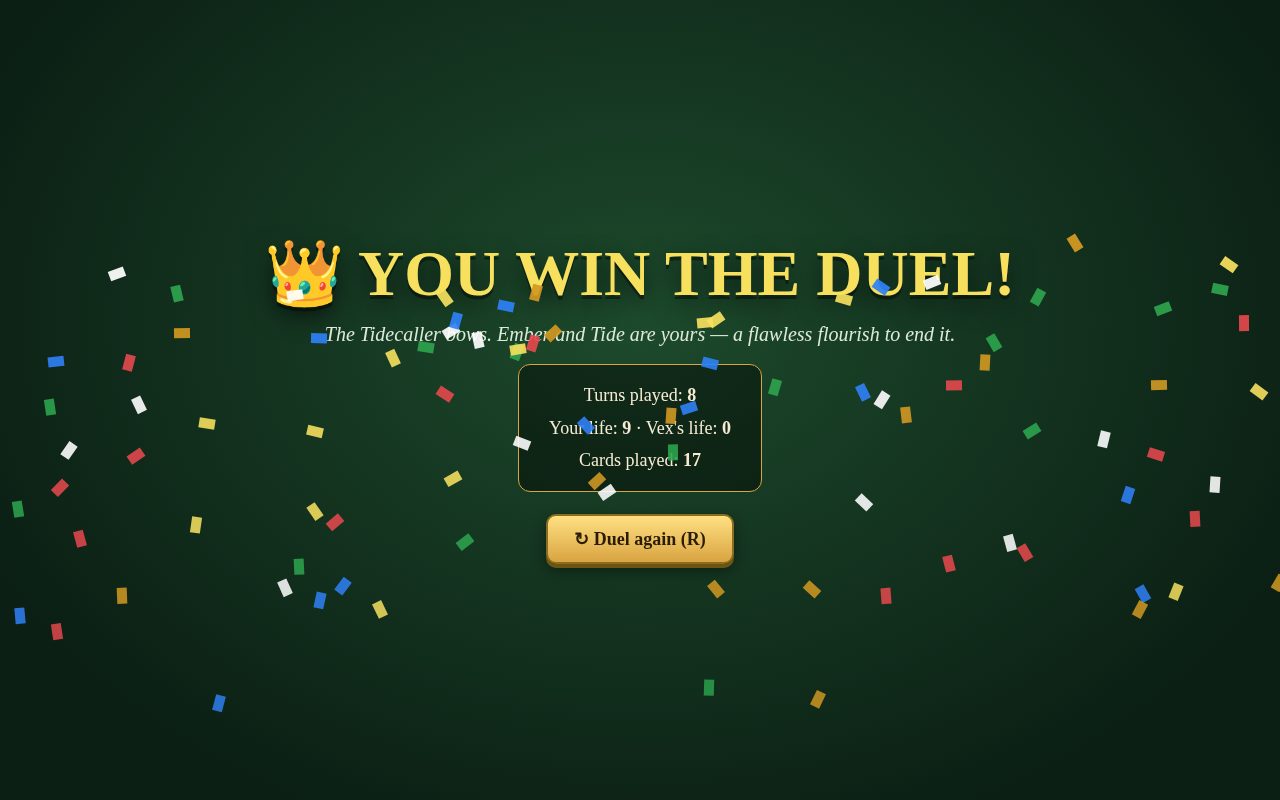 YOU WIN THE DUEL!
The Tidecaller bows. Ember and Tide are yours — a flawless flourish to end it.
Turns played: 8
Your life: 9 · Vex's life: 0
Cards played: 17
↻ Duel again (R)